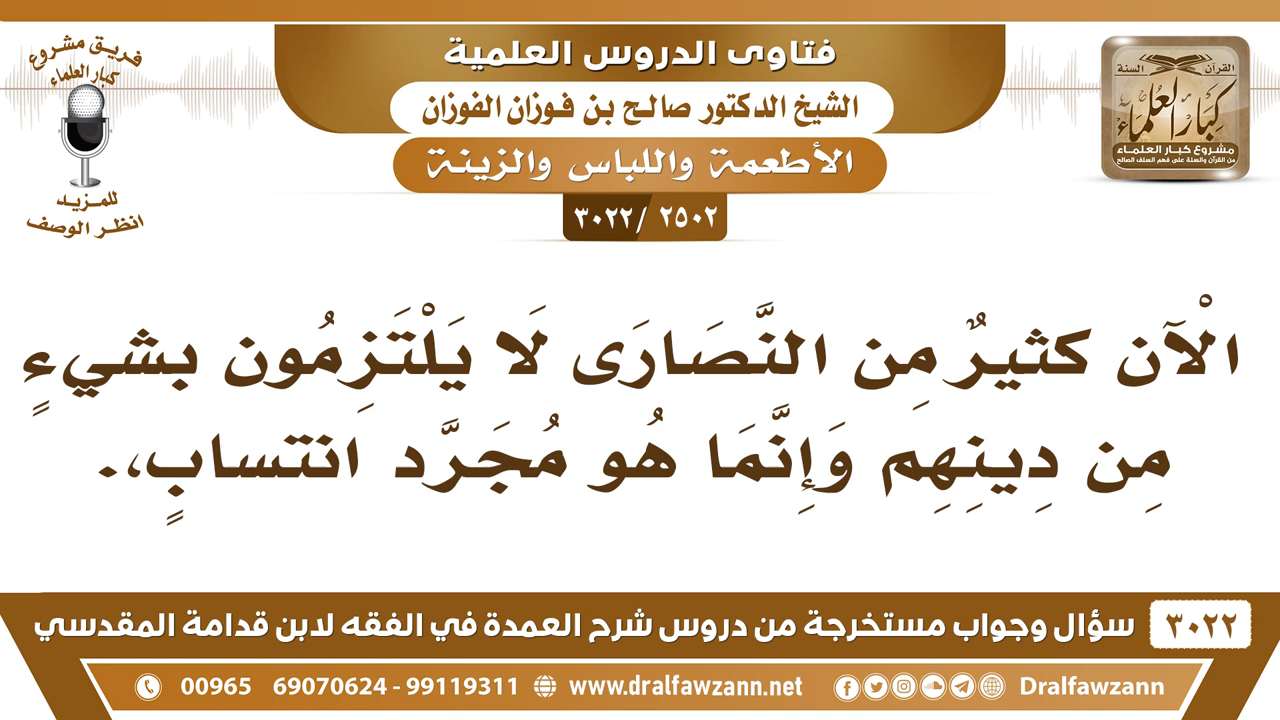 فريق مشروع
كبار العلماء
للمزيد
انظر الوصف
فتاوى الدروس العلمية
الشيخ الدكتور صالح بن فوزان الفوزان
الأطعمة واللباس والزينة
٢٥٠٢ / ٣٠٢٢
القرآن السنة
كبار العلماء
مشروع كبار العلماء
من القرآن والسنة على فهم السلف الصالح
الْآن كثيرٌ مِن النَّصَارَى لَا يَلْتَزِمُون بشيءٍ
مِن دِينِهِم وَإِنَّمَا هُو مُجَرَّد انتسابٍ،،.
٣٠٢٢ سؤال وجواب مستخرجة من دروس شرح العمدة في الفقه لابن قدامة المقدسي
00965 69070624 - 99119311 www.dralfawzann.net Dralfawzann